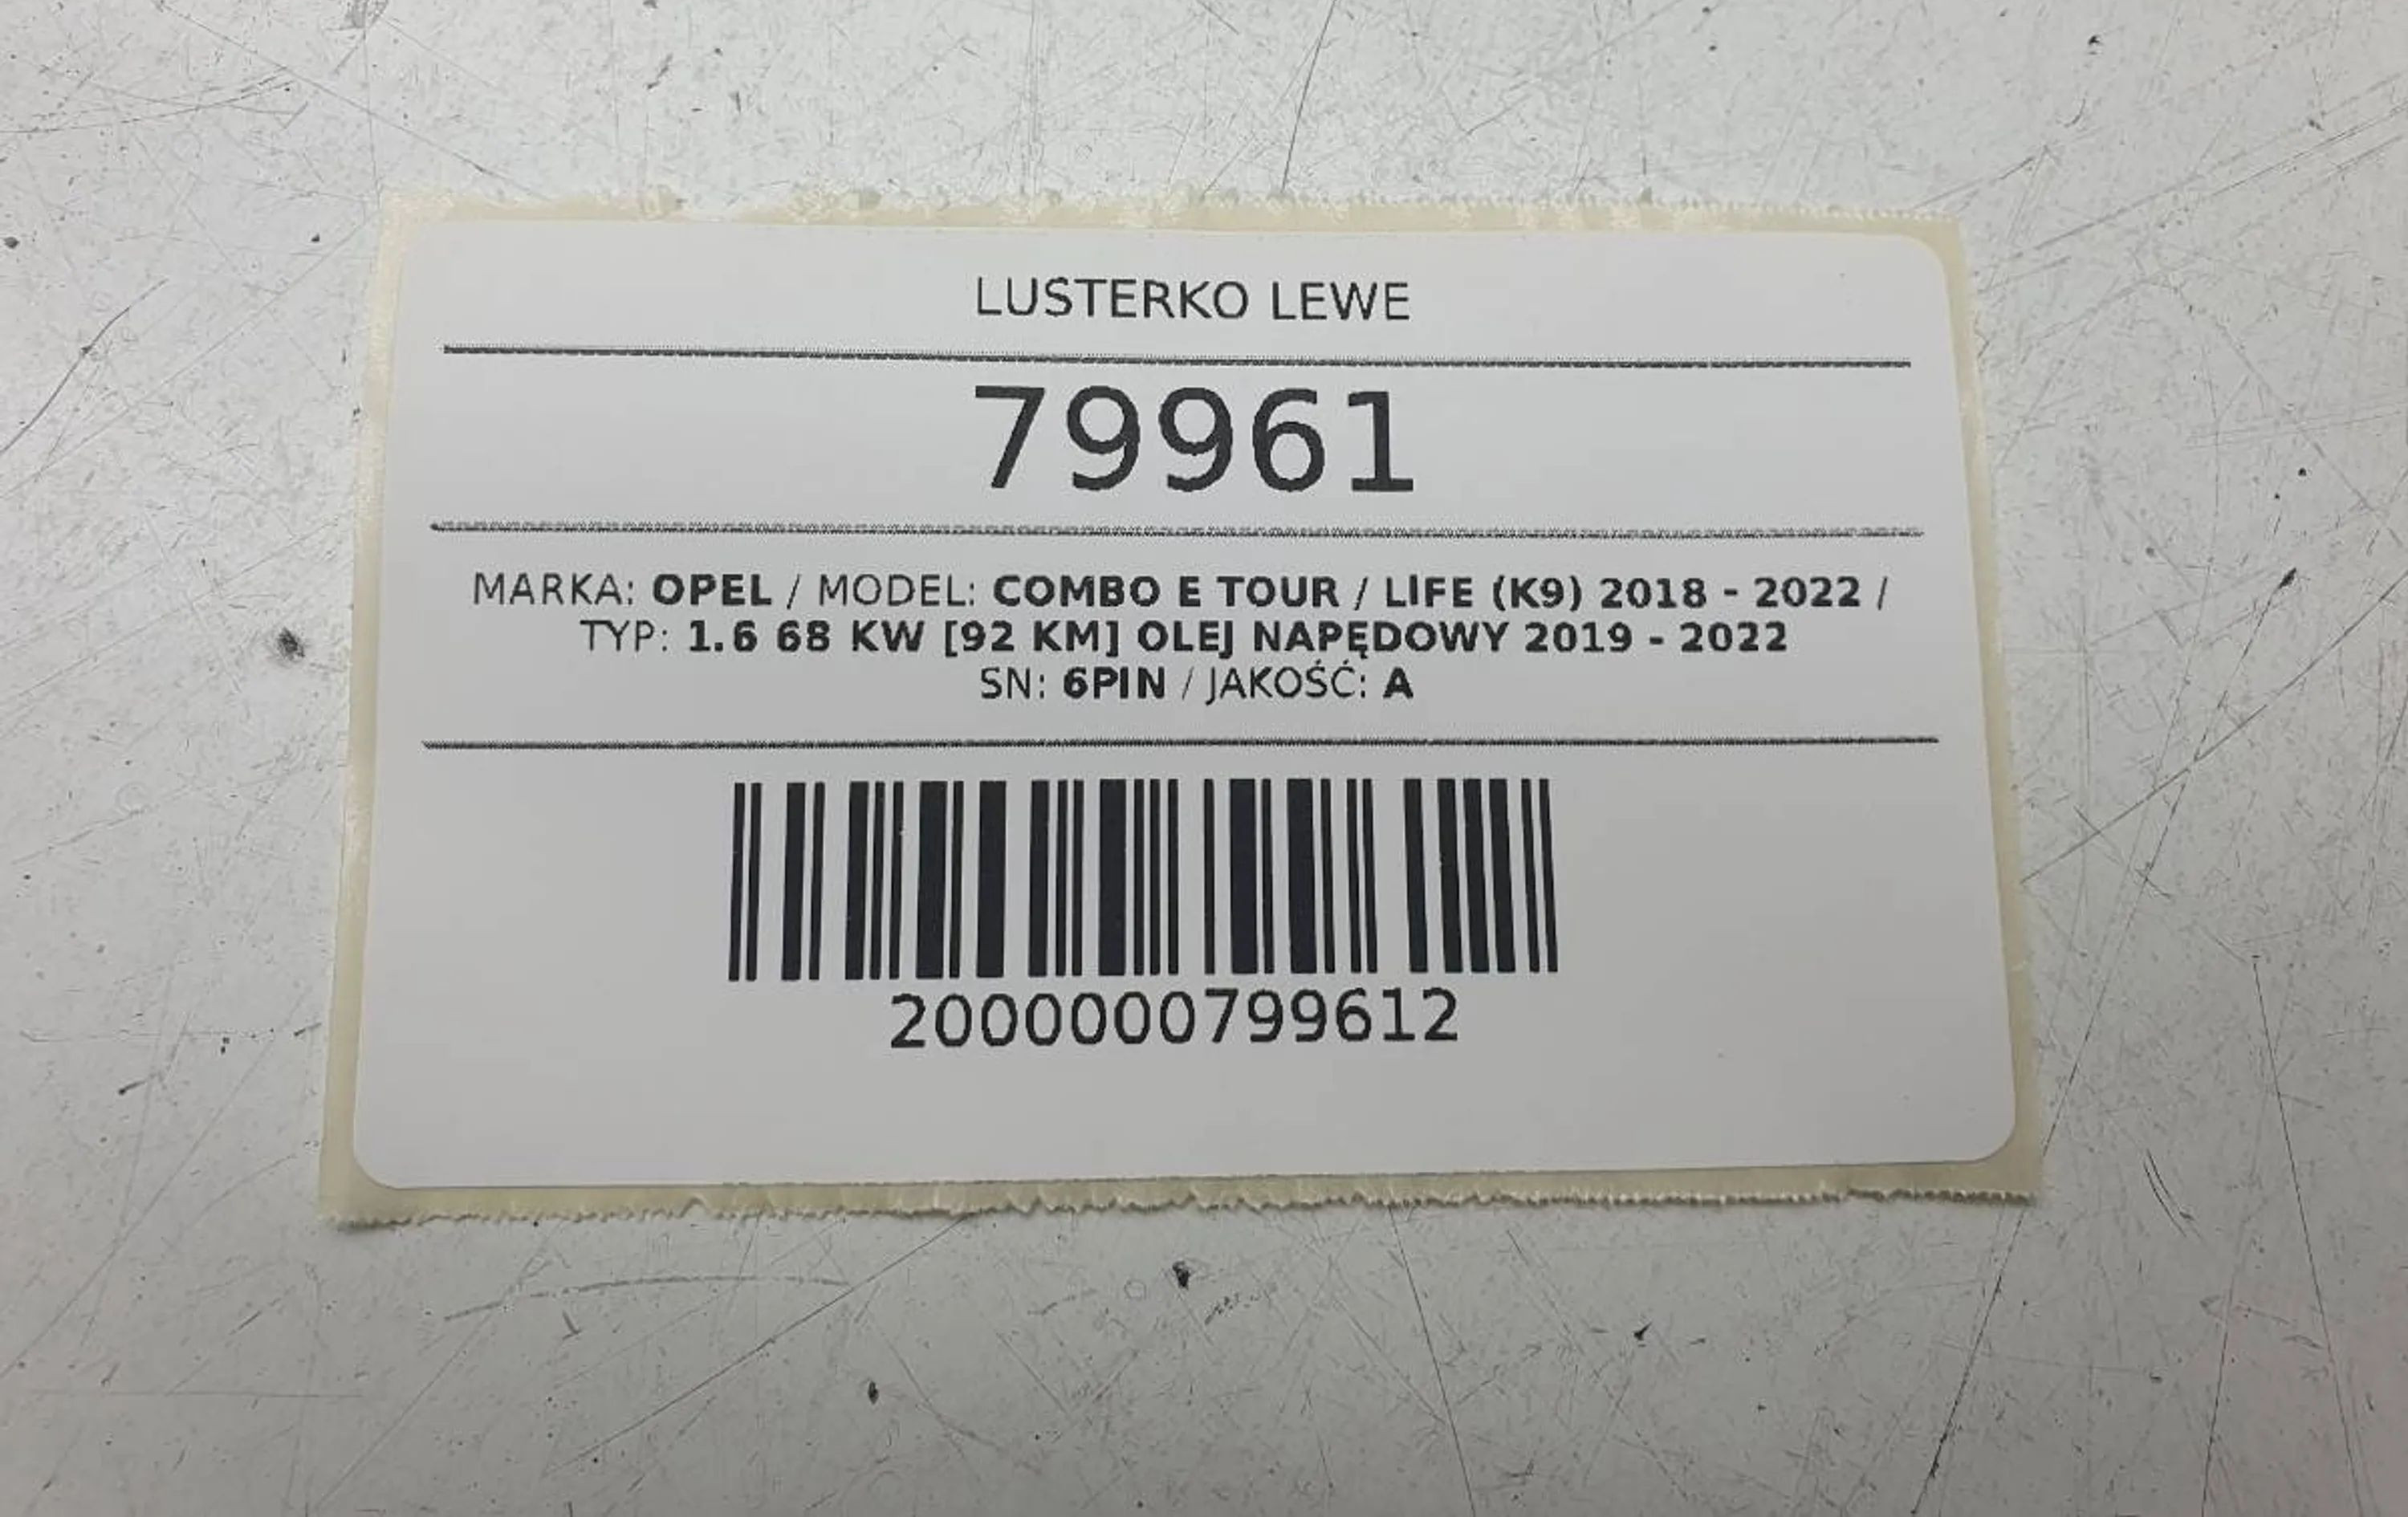 LUSTERKO LEWE
79961
MARKA: OPEL / MODEL: COMBO E TOUR / LIFE (K9) 2018 - 2022 /
TYP: 1.6 68 KW [92 KM] OLEJ NAPĘDOWY 2019 - 2022
SN: 6PIN / JAKOŚĆ: A
2000000799612